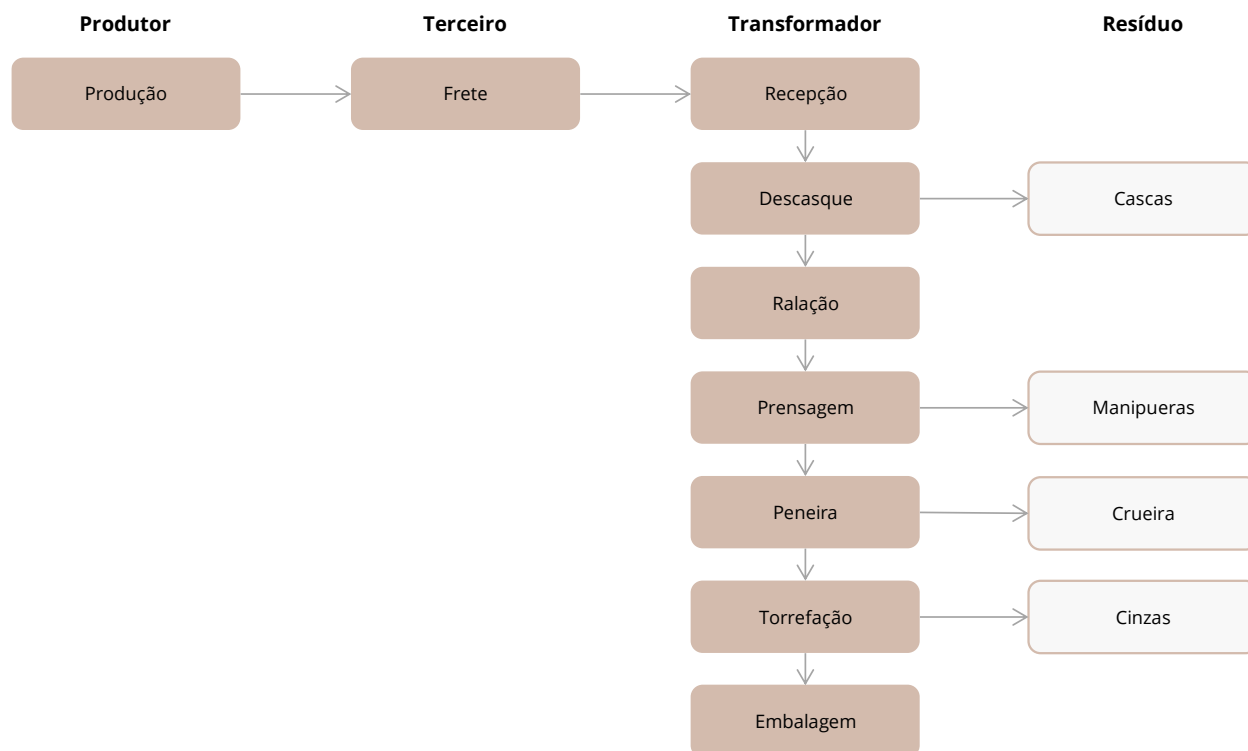 Produtor
Terceiro
Transformador
Resíduo
Produção
Frete
Recepção
Descasque
Cascas
Ralação
Prensagem
Manipueras
Peneira
Crueira
Torrefação
Cinzas
Embalagem